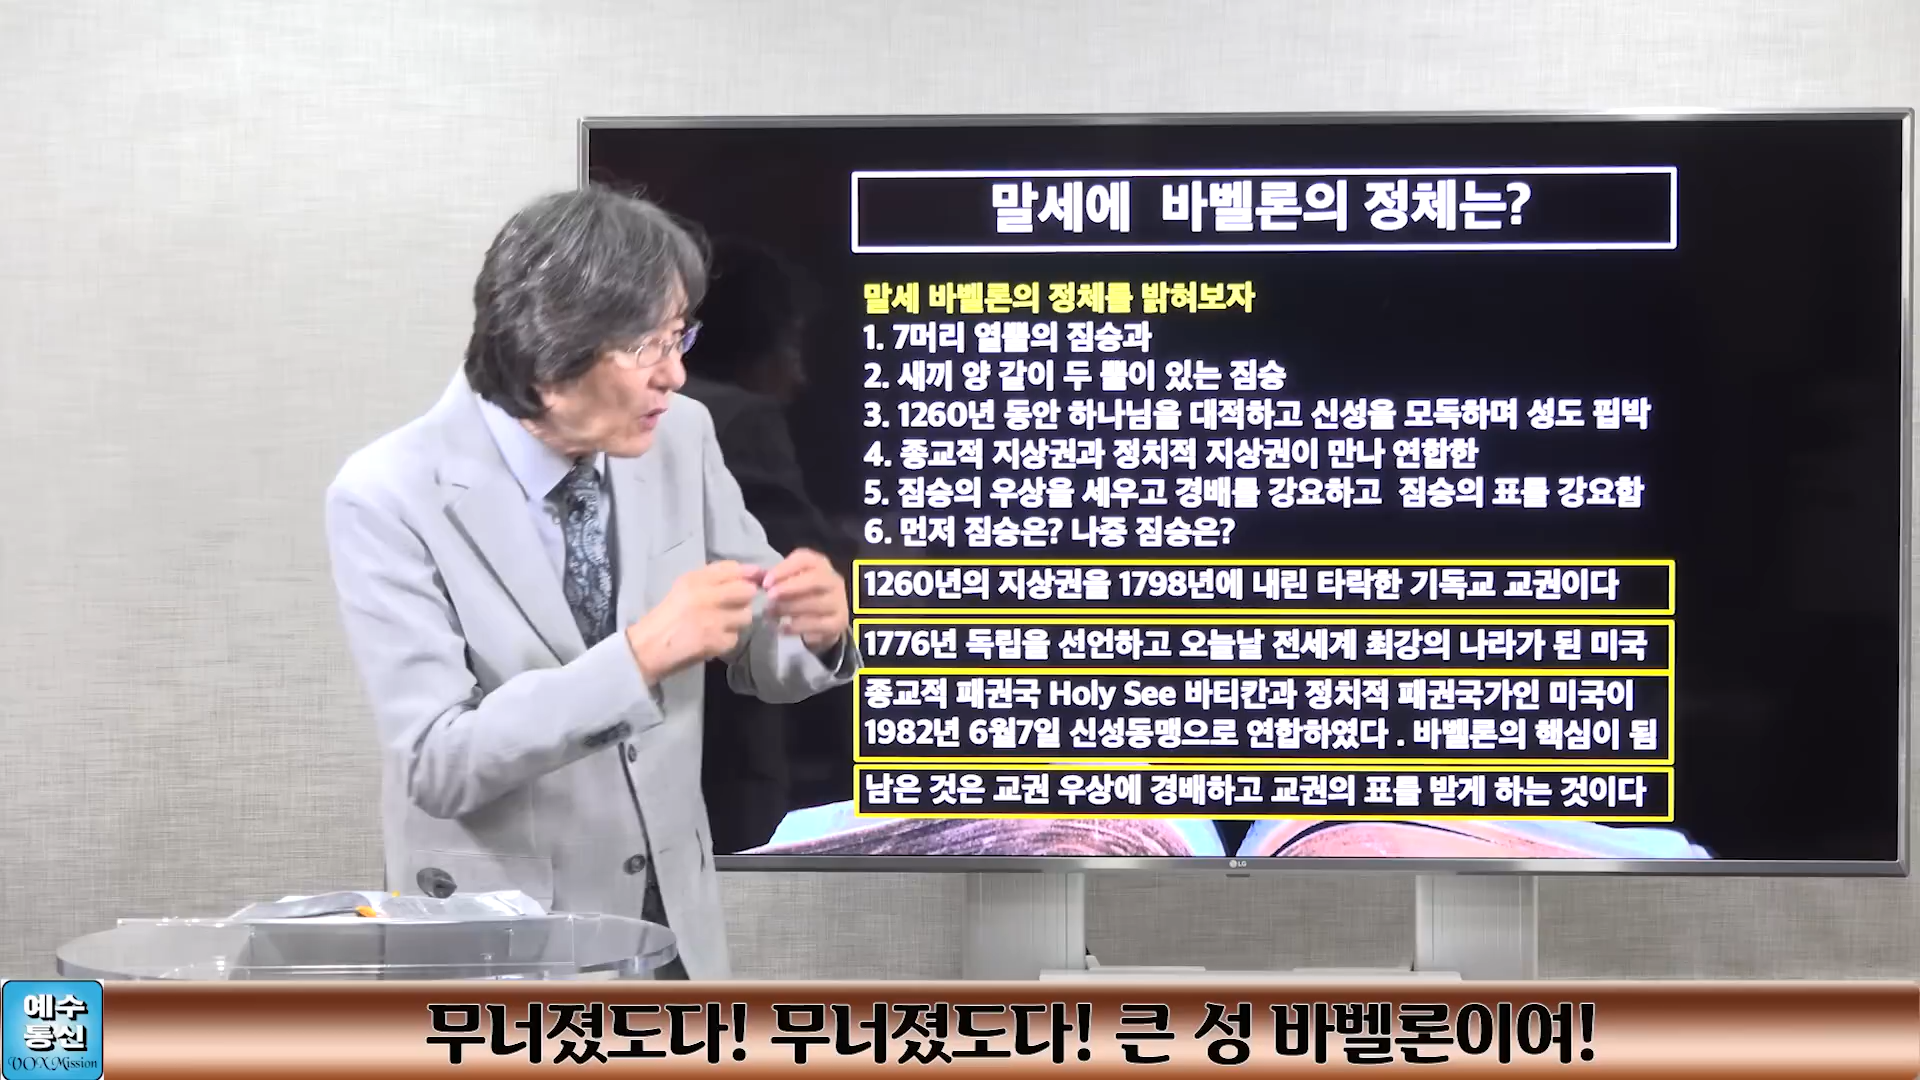 말세에 바벨론의 정체는?
말세 바벨론의 정체를 밝혀보자
1. 7머리 열뿔의 짐승과
2. 새끼 양 같이 두 뿔이 있는 짐승
3. 1260년 동안 하나님을 대적하고 신성을 모독하며 성도 핍박
4. 종교적 지상권과 정치적 지상권이 만나 연합한
5. 짐승의 우상을 세우고 경배를 강요하고 짐승의 표를 강요함
6. 먼저 짐승은? 나중 짐승은?
1260년의 지상권을 1798년에 내린 타락한 기독교 교권이다
1776년 독립을 선언하고 오늘날 전세계 최강의 나라가 된 미국
종교적 패권국 Holy See 바티칸과 정치적 패권국가인 미국이
1982년 6월7일 신성동맹으로 연합하였다 . 바벨론의 핵심이 됨
남은 것은 교권 우상에 경배하고 교권의 표를 받게 하는 것이다
LG
예수
통신
VOX Mission
무너졌도다! 무너졌도다! 큰 성 바벨론이여!